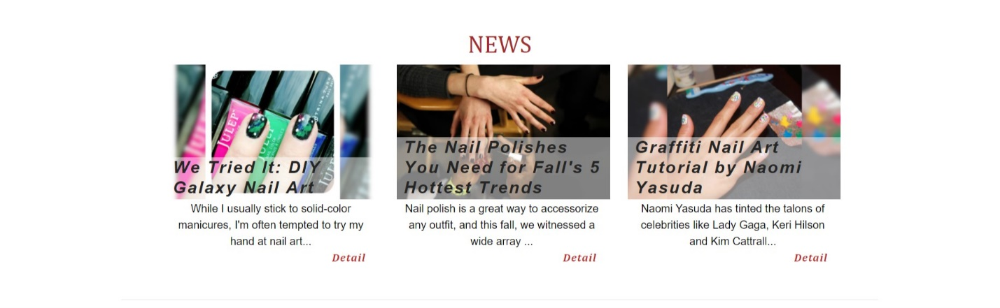 NEWS
JULEP
JULEP
JULEP
We Tried It: DIY
Galaxy Nail Art
While I usually stick to solid-color
manicures, I'm often tempted to try my
hand at nail art...
Detail
The Nail Polishes
You Need for Fall's 5
Hottest Trends
Nail polish is a great way to accessorize
any outfit, and this fall, we witnessed a
wide array ...
Detail
Graffiti Nail Art
Tutorial by Naomi
Yasuda
Naomi Yasuda has tinted the talons of
celebrities like Lady Gaga, Keri Hilson
and Kim Cattrall...
Detail